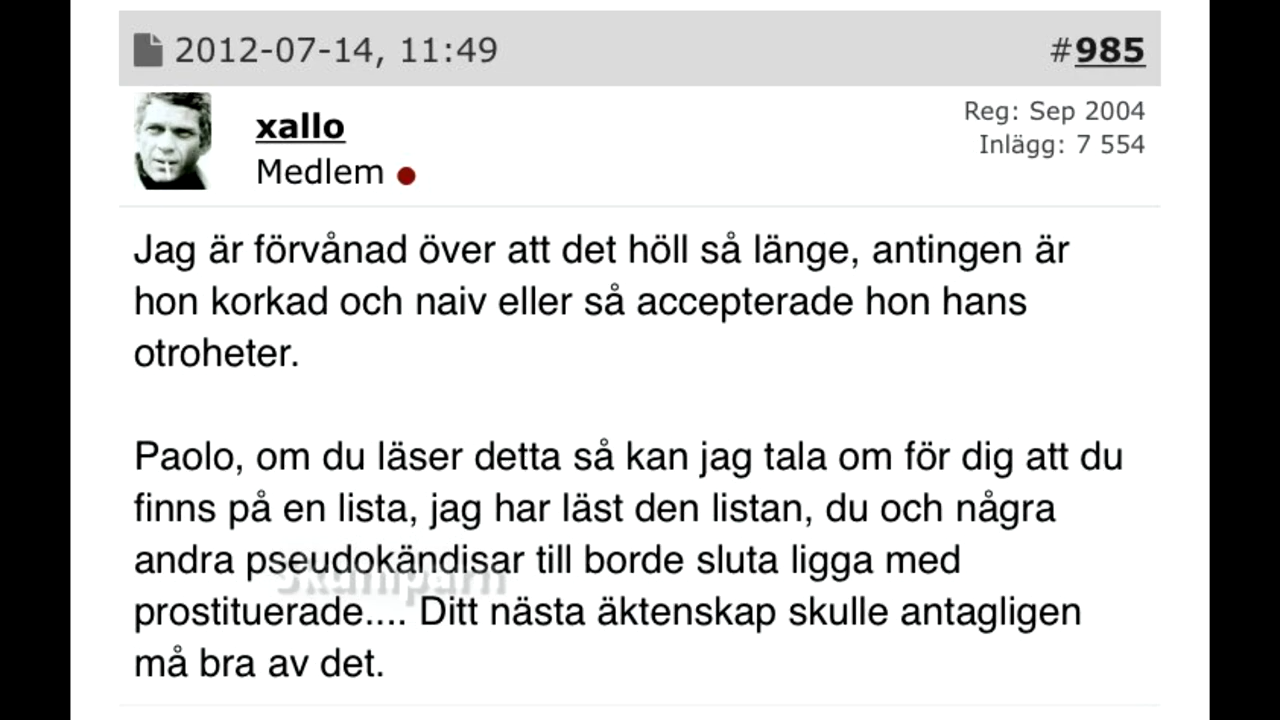 2012-07-14, 11:49
#985
xallo
Medlem
Reg: Sep 2004
Inlägg: 7 554
Jag är förvånad över att det höll så länge, antingen är
hon korkad och naiv eller så accepterade hon hans
otroheter.
Paolo, om du läser detta så kan jag tala om för dig att du
finns på en lista, jag har läst den listan, du och några
andra pseudokändisar till borde sluta ligga med
prostituerade.... Ditt nästa äktenskap skulle antagligen
må bra av det.